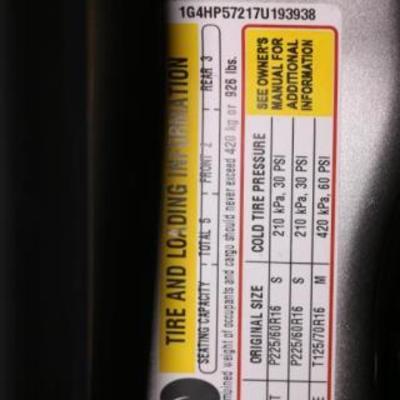 1G4HP57217U193938
TIRE AND LOADING INFORMATION
SEATING CAPACITY TOTAL 5 FRONT 2 REAR 3
weight of occupants and cargo should never exceed 420 kg or 926 lbs.
ORIGINAL SIZE COLD TIRE PRESSURE SEE OWNER'S
MANUAL FOR
ADDITIONAL
INFORMATION
P225/60R16 S 210 kPa, 30 PSI
P225/60R16 S 210 kPa, 30 PSI
T125/70R16 M 420 kPa, 60 PSI